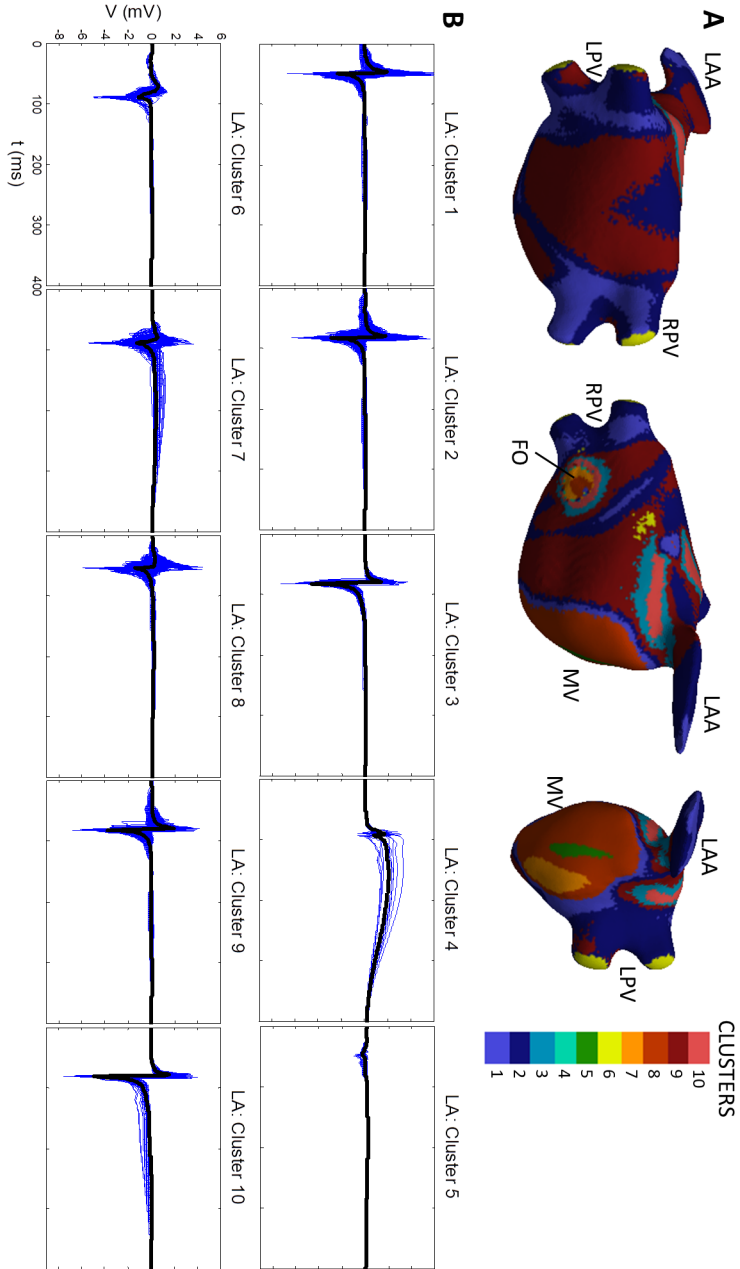 A
LAA
LPV
RPV
RPV
FO
MV
LAA
MV
LAA
LPV
CLUSTERS
1
2
3
4
5
6
7
8
9
10
B
LA: Cluster 1
LA: Cluster 2
LA: Cluster 3
LA: Cluster 4
LA: Cluster 5
LA: Cluster 6
LA: Cluster 7
LA: Cluster 8
LA: Cluster 9
LA: Cluster 10
V (mV)
6
4
2
0
-2
-4
-6
-8
0
100
200
300
400
t (ms)